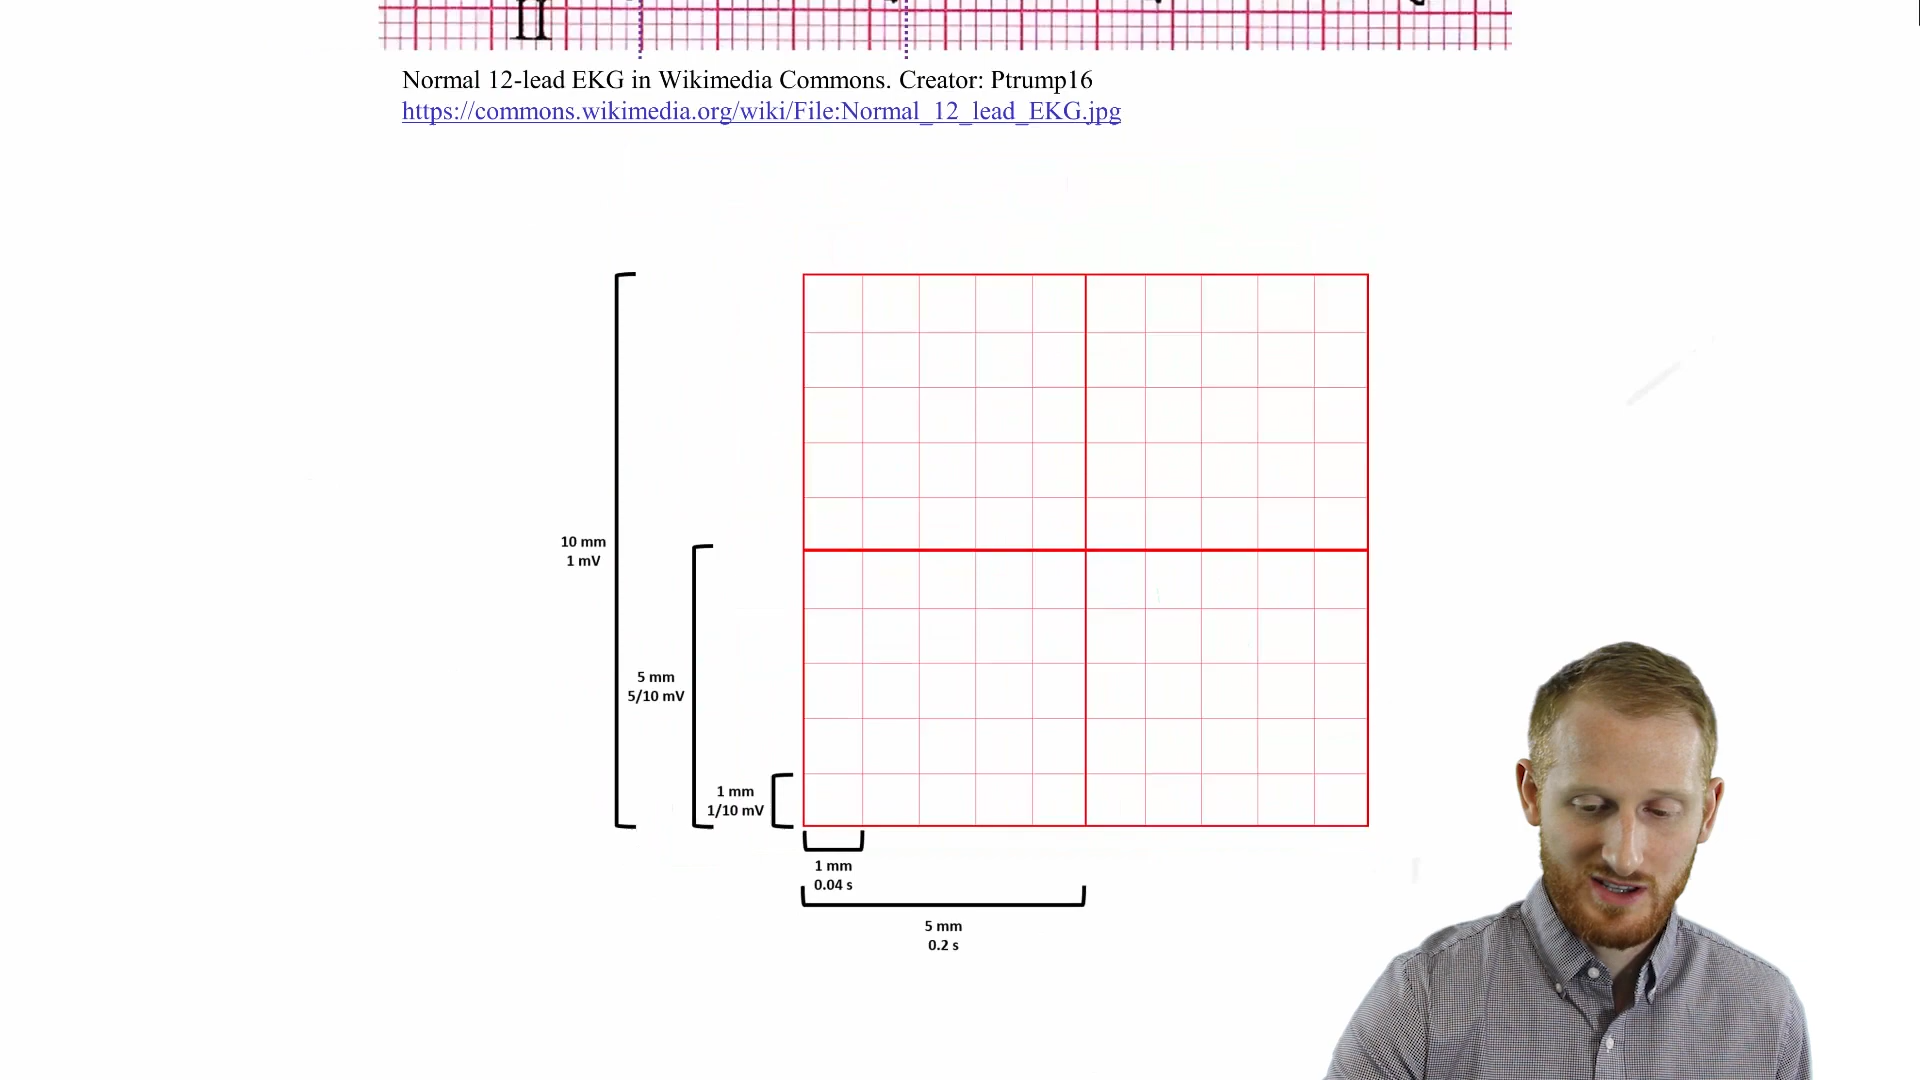 II
Normal 12-lead EKG in Wikimedia Commons. Creator: Ptrump16
https://commons.wikimedia.org/wiki/File:Normal_12_lead_EKG.jpg
10 mm
1 mV
5 mm
5/10 mV
1 mm
1/10 mV
1 mm
0.04 s
5 mm
0.2 s